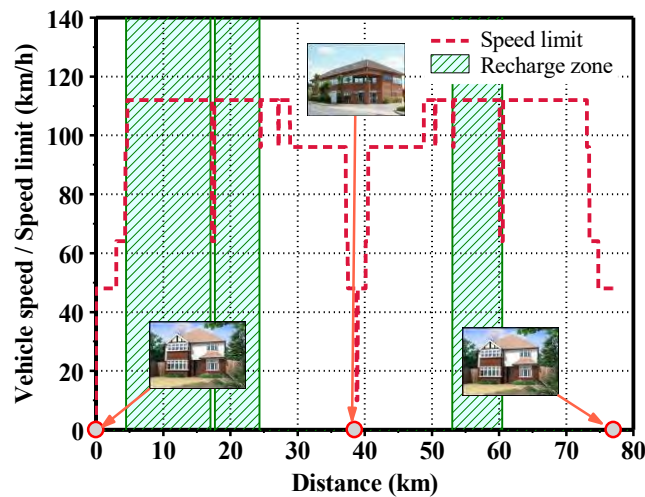 Vehicle speed / Speed limit (km/h)
140
120
100
80
60
40
20
0
Speed limit
Recharge zone
0 10 20 30 40 50 60 70 80
Distance (km)